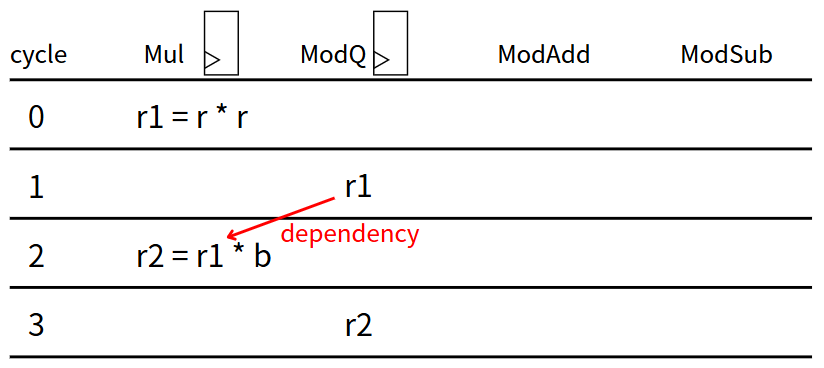 cycle Mul ModQ ModAdd ModSub
0 r1 = r * r
1 r1
dependency
2 r2 = r1 * b
3 r2